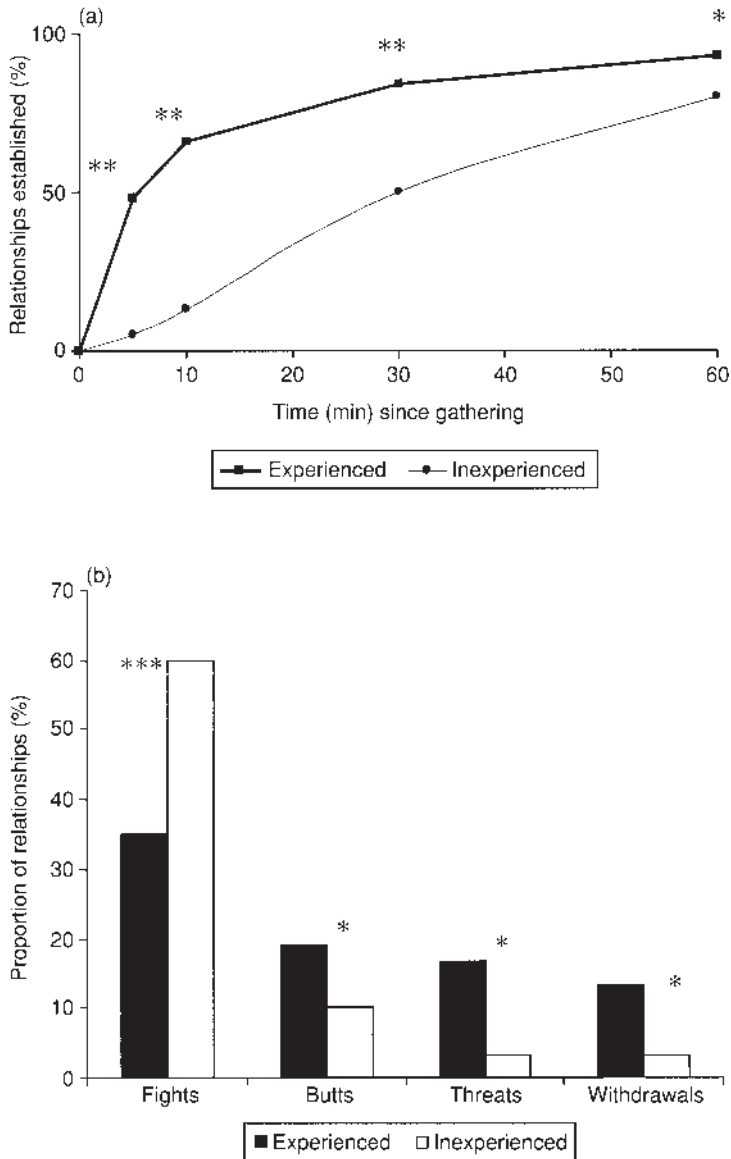 (a)
100
50
0
Relationships established (%)
**
**
**
*
0 10 20 30 40 50 60
Time (min) since gathering
Experienced Inexperienced
(b)
70
60
50
40
30
20
10
0
Proportion of relationships (%)
***
*
*
*
Fights Butts Threats Withdrawals
Experienced Inexperienced